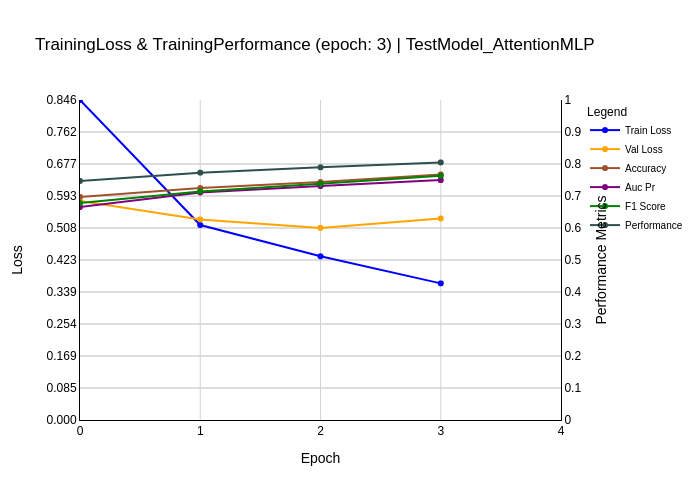 TrainingLoss & TrainingPerformance (epoch: 3) | TestModel_AttentionMLP
0.846
0.762
0.677
0.593
0.508
0.423
0.339
0.254
0.169
0.085
0.000
Loss
0 1 2 3 4
Epoch
1
0.9
0.8
0.7
0.6
0.5
0.4
0.3
0.2
0.1
0
Performance Metrics
Legend
Train Loss
Val Loss
Accuracy
Auc Pr
F1 Score
Performance